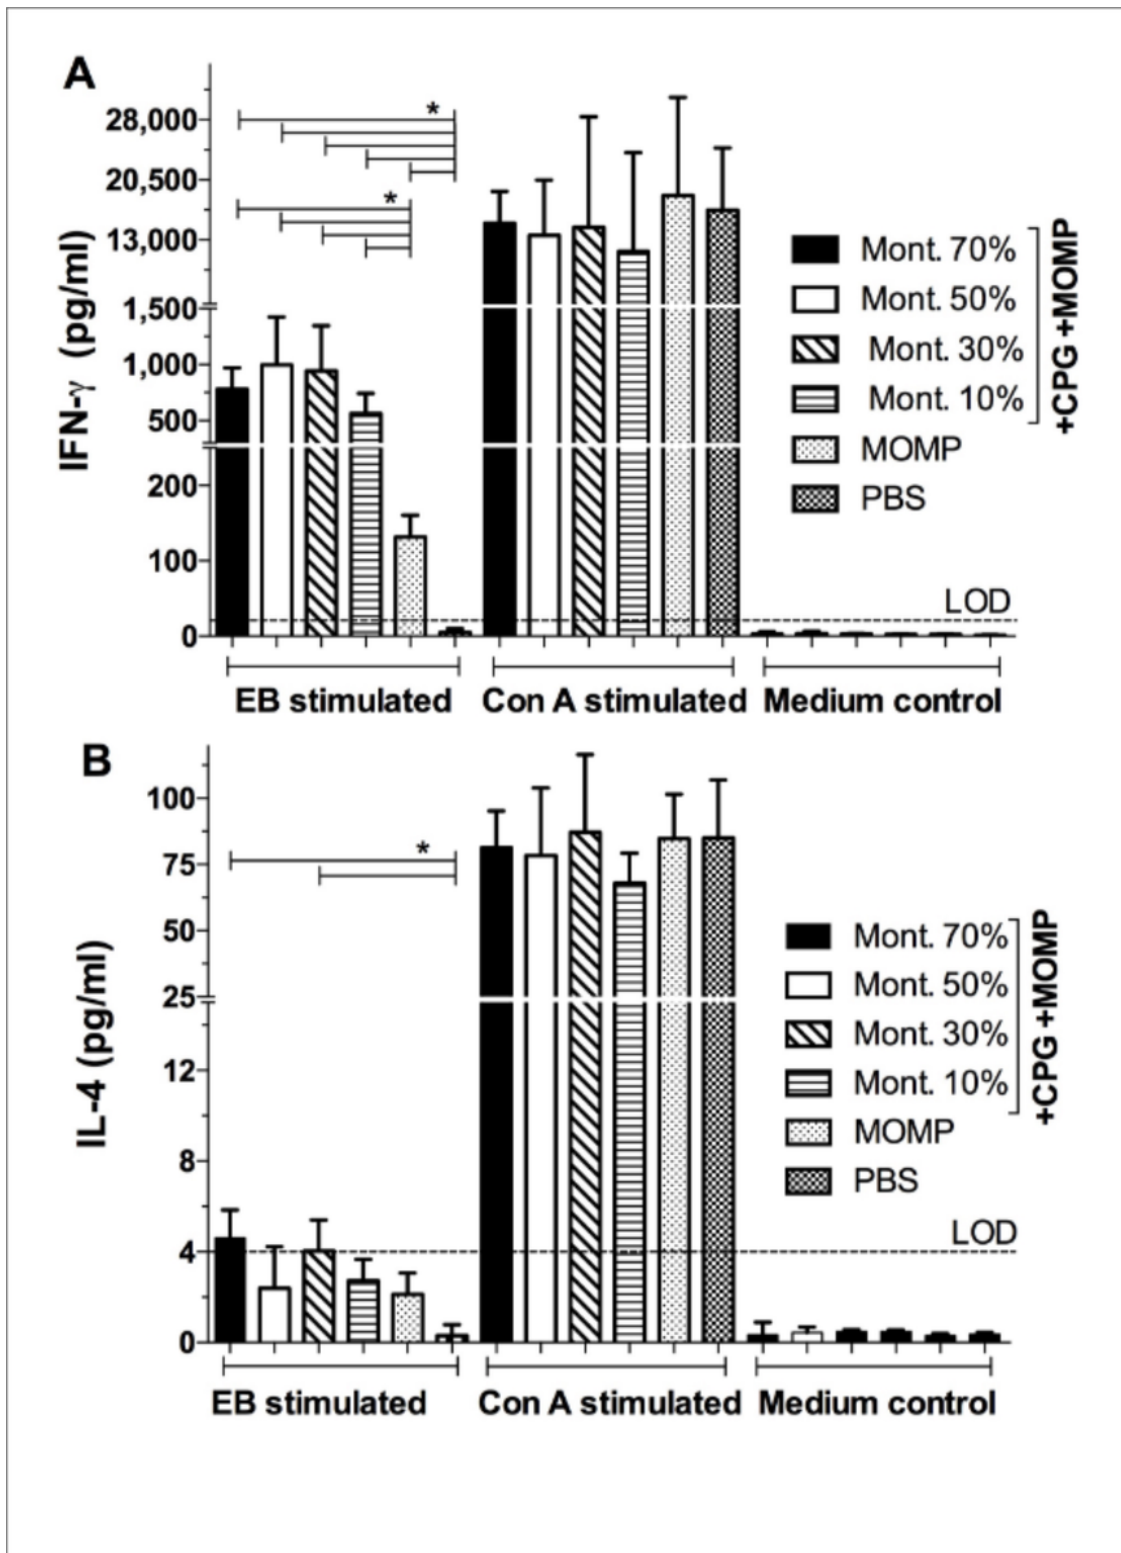 A
IFN-γ (pg/ml)
28,000
20,500
13,000
1,500
1,000
500
200
100
0
*
*
Mont. 70%
Mont. 50%
Mont. 30%
Mont. 10%
MOMP
PBS
+CPG +MOMP
LOD
EB stimulated Con A stimulated Medium control
B
IL-4 (pg/ml)
100
75
50
25
12
8
4
0
*
Mont. 70%
Mont. 50%
Mont. 30%
Mont. 10%
MOMP
PBS
+CPG +MOMP
LOD
EB stimulated Con A stimulated Medium control